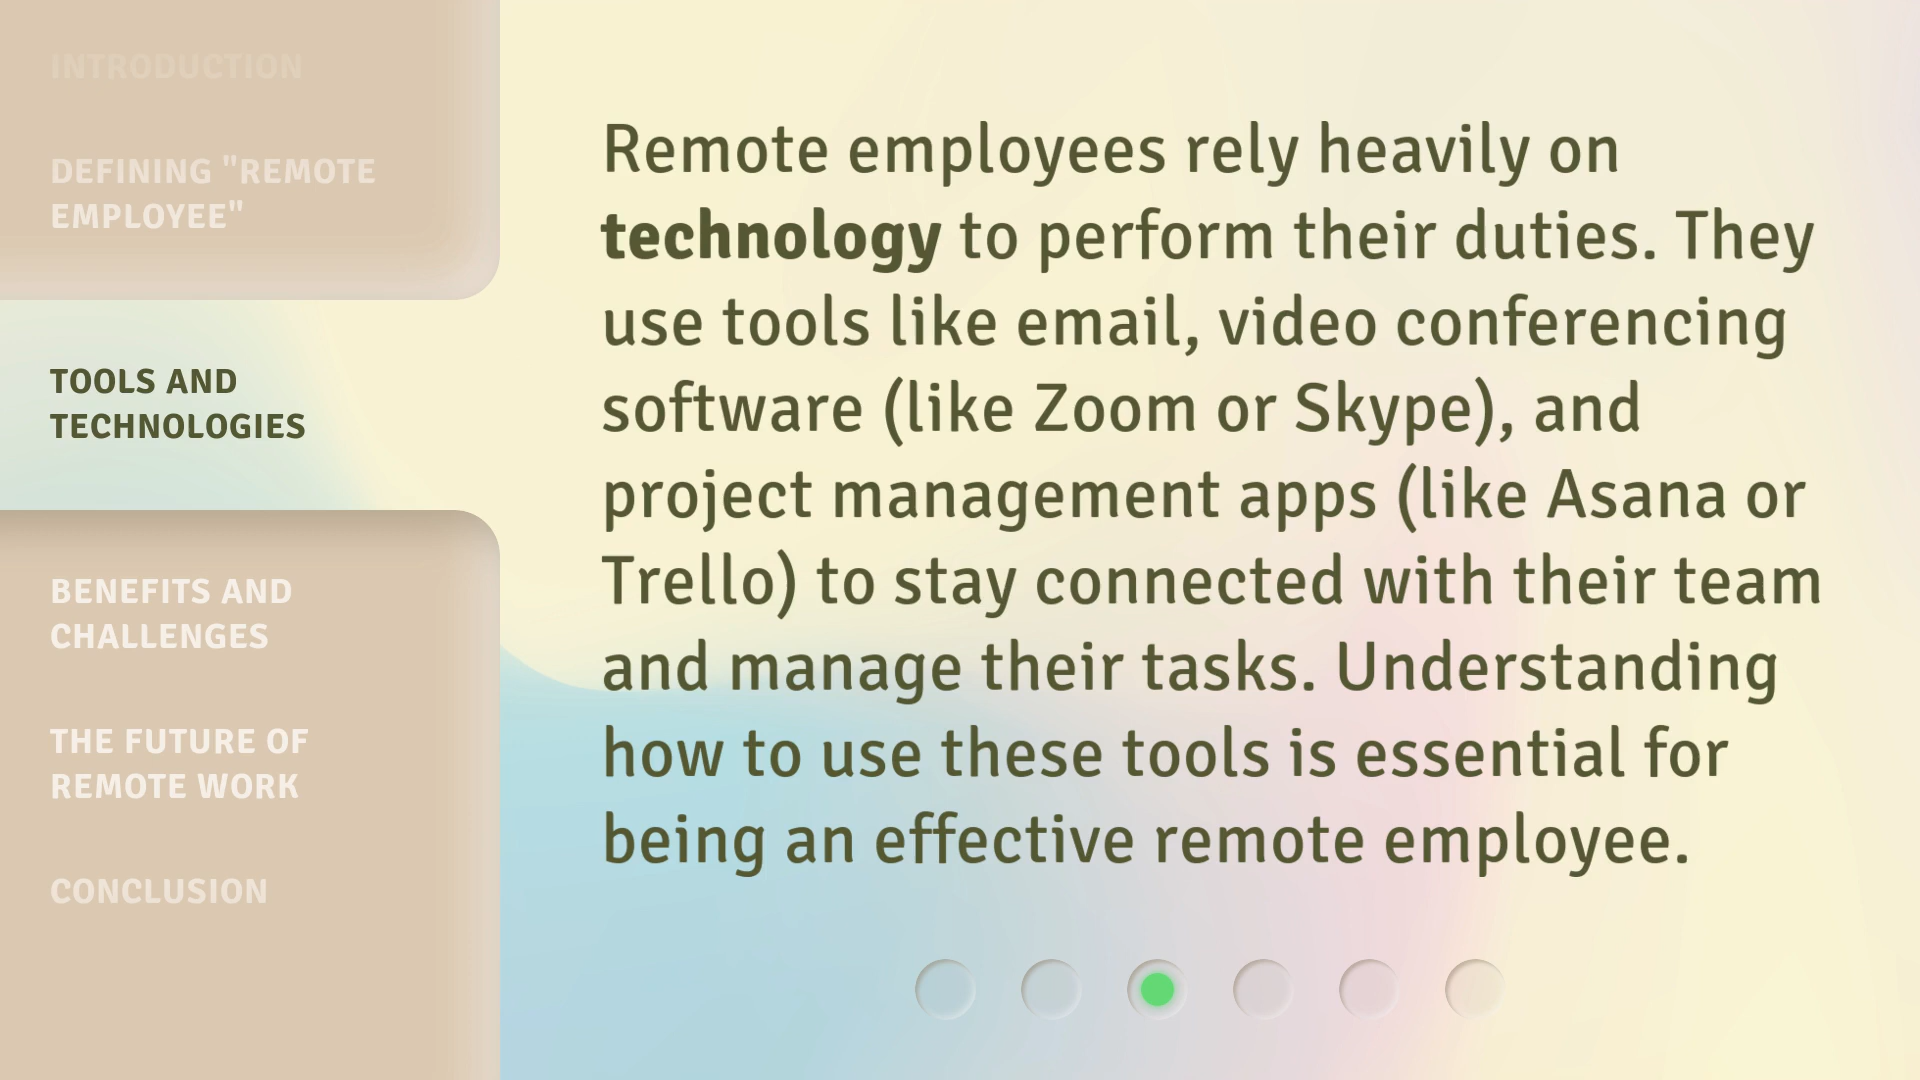 INTRODUCTION
DEFINING "REMOTE
EMPLOYEE"
TOOLS AND
TECHNOLOGIES
BENEFITS AND
CHALLENGES
THE FUTURE OF
REMOTE WORK
CONCLUSION
Remote employees rely heavily on
technology to perform their duties. They
use tools like email, video conferencing
software (like Zoom or Skype), and
project management apps (like Asana or
Trello) to stay connected with their team
and manage their tasks. Understanding
how to use these tools is essential for
being an effective remote employee.